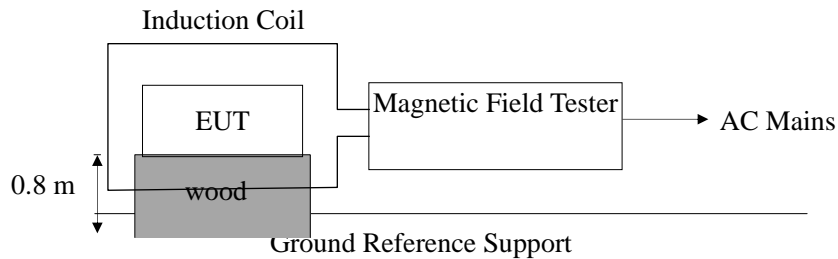 Induction Coil
Magnetic Field Tester
EUT
AC Mains
0.8 m
wood
Ground Reference Support